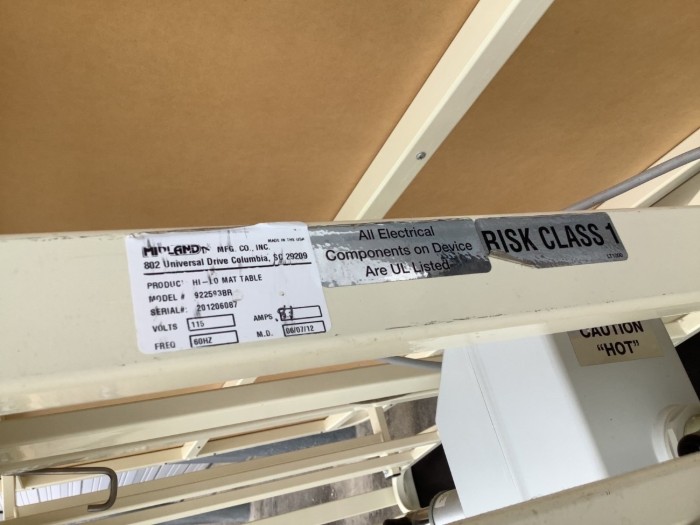 MADE IN THE USA
MIDLAND MFG. CO., INC.
802 Universal Drive Columbia, SC 29209
PRODUCT HI-LO MAT TABLE
MODEL # 922593BR
SERIAL#: 201206087
VOLTS 115 AMPS
FREQ 60HZ M.D. 06/07/12
All Electrical
Components on Device
Are UL Listed
RISK CLASS 1
CAUTION
"HOT"